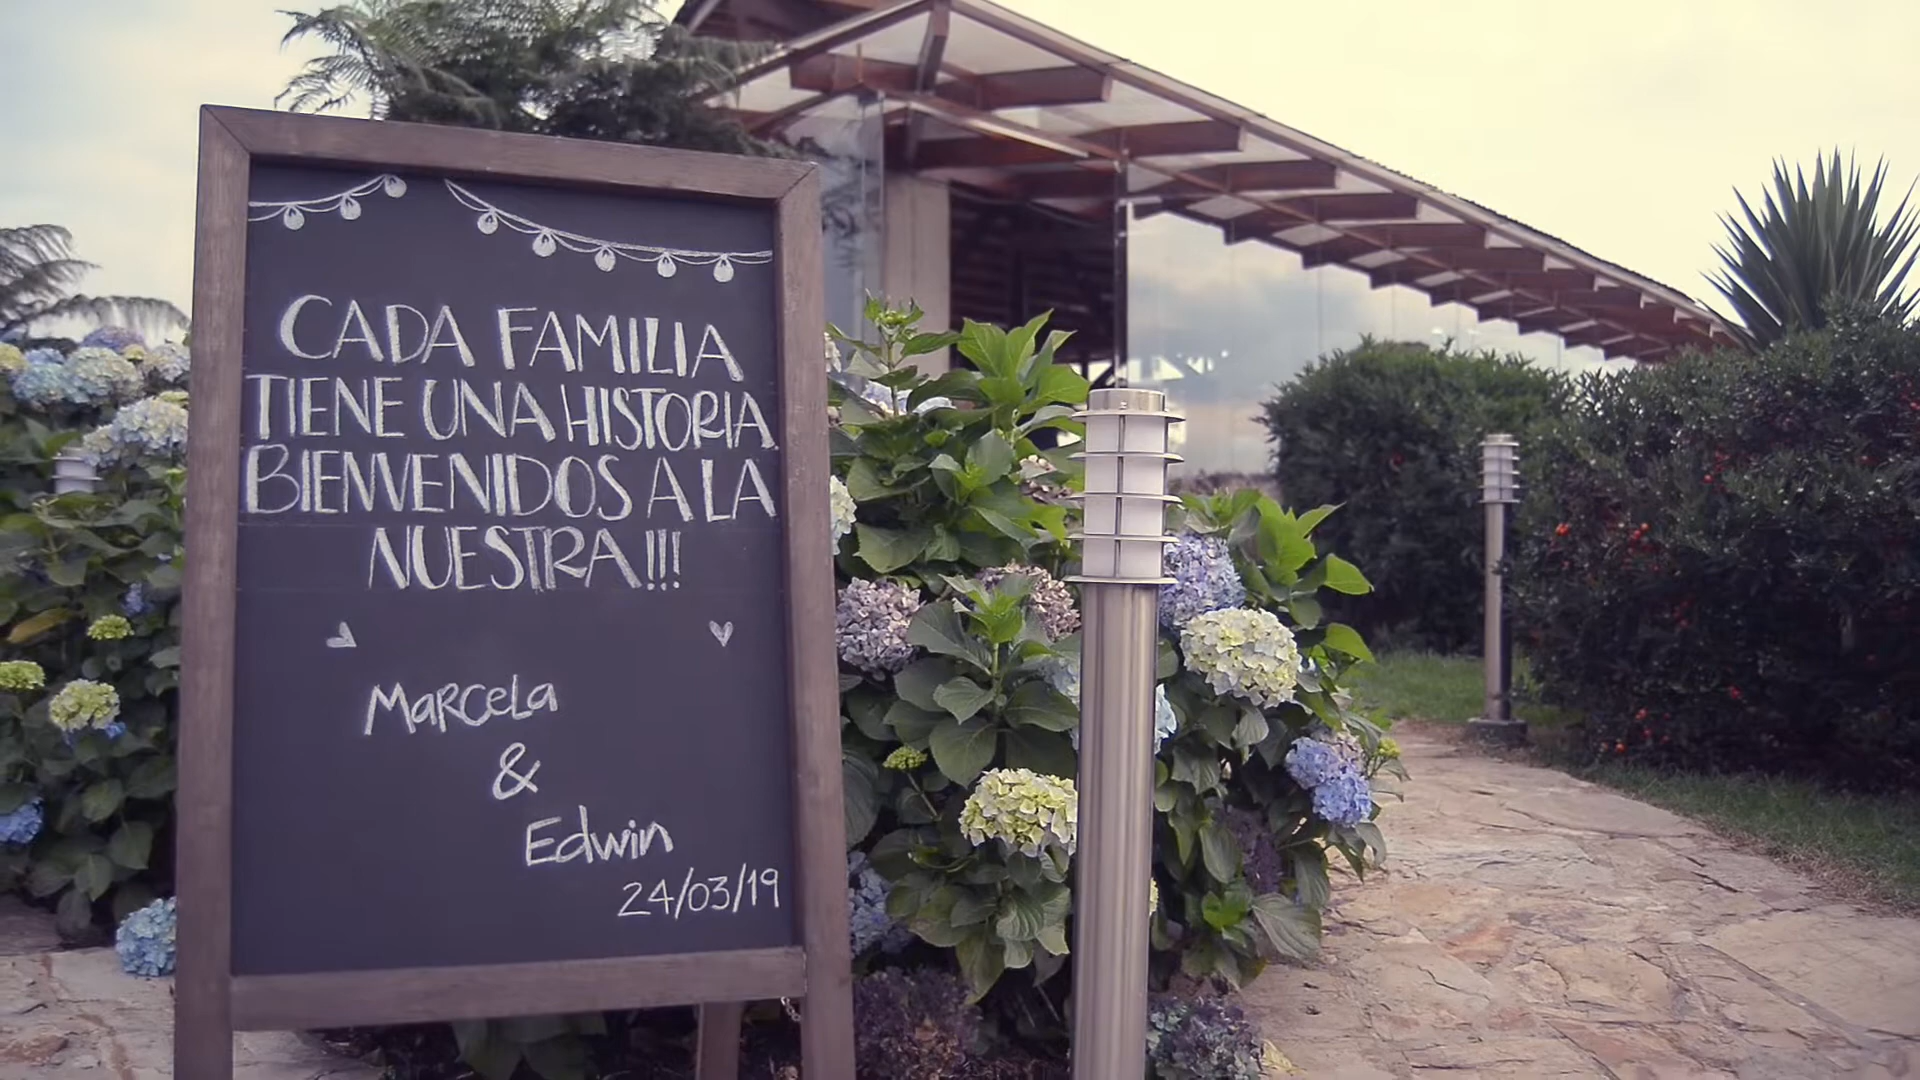 CADA FAMILIA
TIENE UNA HISTORIA
BIENVENIDOS A LA
NUESTRA!!!
Marcela
&
Edwin
24/03/19